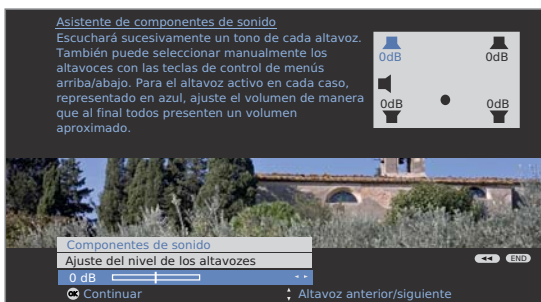 Asistente de componentes de sonido
Escuchará sucesivamente un tono de cada altavoz.
También puede seleccionar manualmente los
altavoces con las teclas de control de menús
arriba/abajo. Para el altavoz activo en cada caso,
representado en azul, ajuste el volumen de manera
que al final todos presenten un volumen
aproximado.
0dB 0dB
0dB 0dB
Componentes de sonido
Ajuste del nivel de los altavozes
0 dB
END
OK Continuar
Altavoz anterior/siguiente